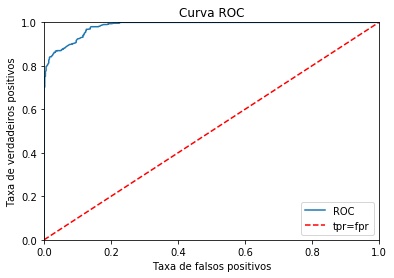 Curva ROC
Taxa de verdadeiros positivos
1.0
0.8
0.6
0.4
0.2
0.0
0.0 0.2 0.4 0.6 0.8 1.0
Taxa de falsos positivos
ROC
tpr=fpr